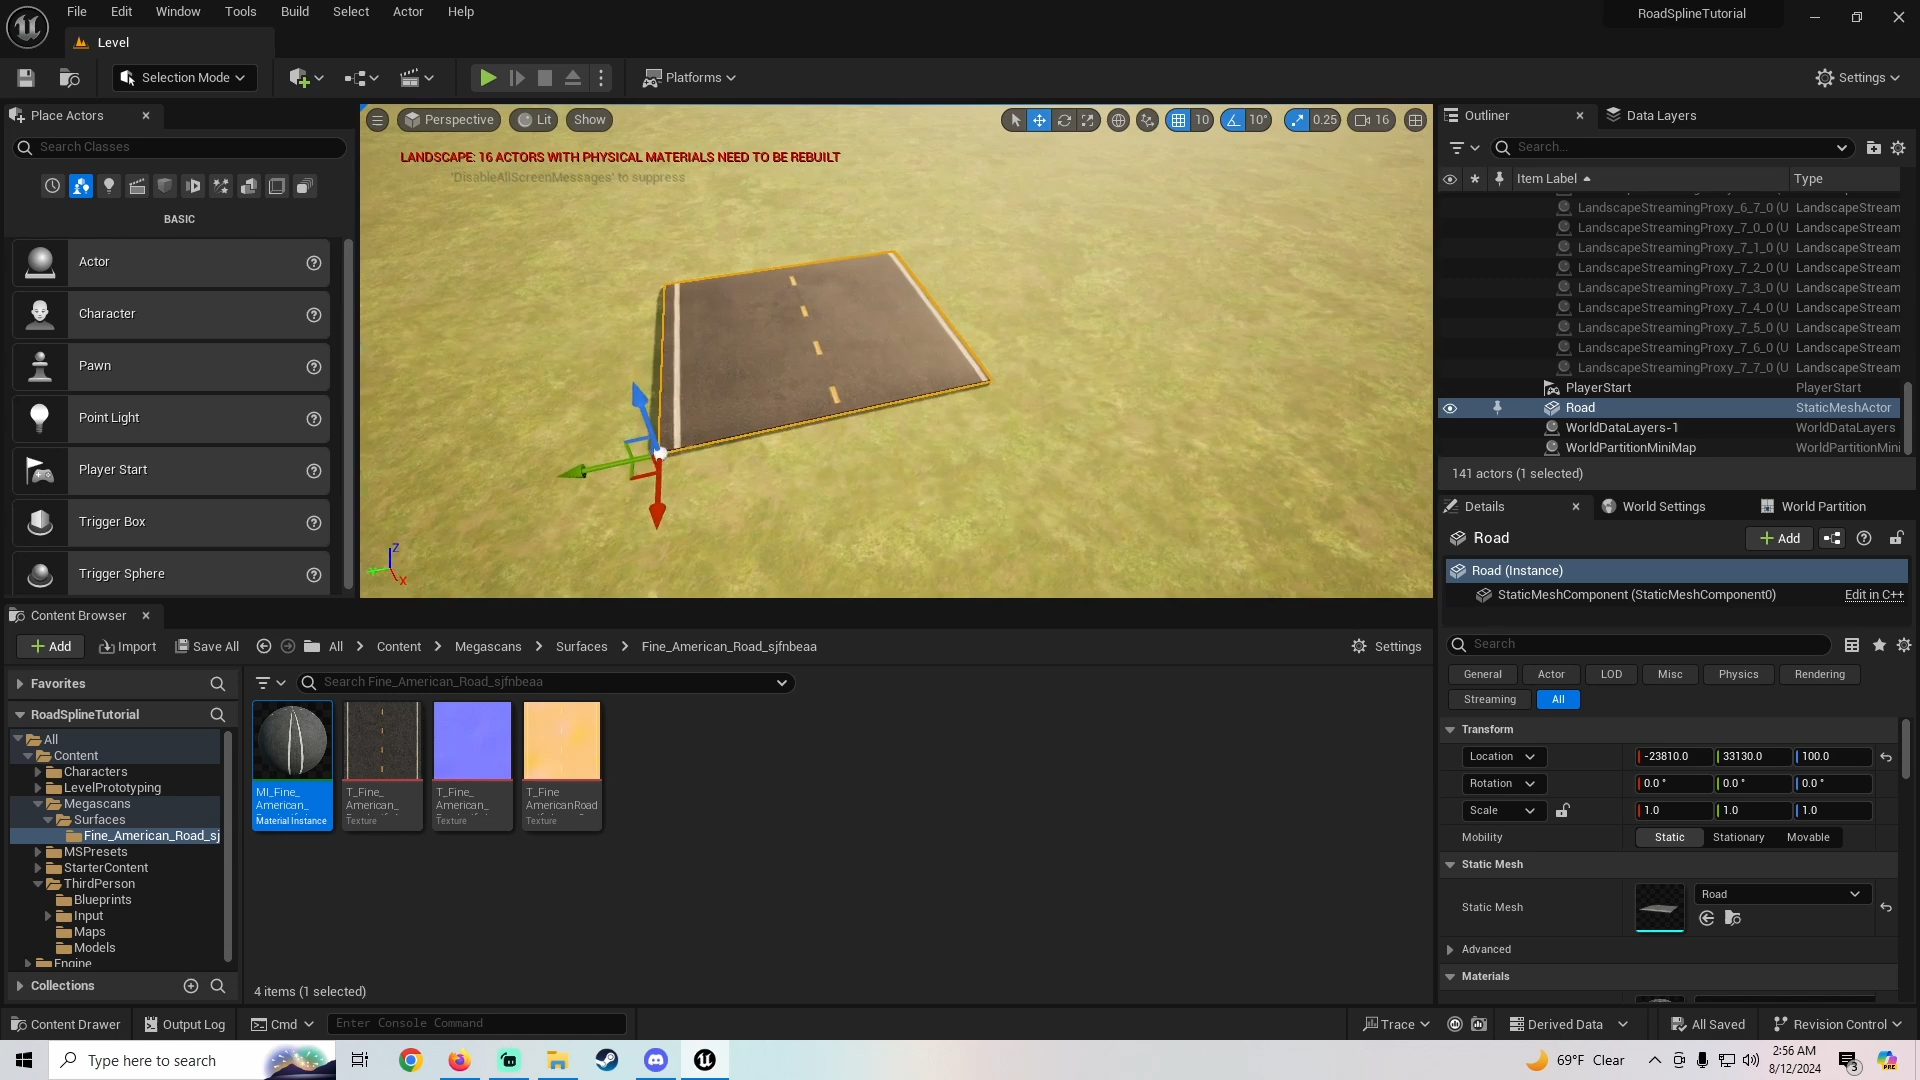 File Edit Window Tools Build Select Actor Help
RoadSplineTutorial
Level
Selection Mode
Platforms
Settings
Place Actors
Search Classes
BASIC
Actor
Character
Pawn
Point Light
Player Start
Trigger Box
Trigger Sphere
Perspective Lit Show
10 10° 0.25 16
LANDSCAPE: 16 ACTORS WITH PHYSICAL MATERIALS NEED TO BE REBUILT
'DisableAllScreenMessages' to suppress
Z
X
Outliner Data Layers
Search...
Item Label Type
LandscapeStreamingProxy_6_7_0 (U LandscapeStream
LandscapeStreamingProxy_7_0_0 (U LandscapeStream
LandscapeStreamingProxy_7_1_0 (U LandscapeStream
LandscapeStreamingProxy_7_2_0 (U LandscapeStream
LandscapeStreamingProxy_7_3_0 (U LandscapeStream
LandscapeStreamingProxy_7_4_0 (U LandscapeStream
LandscapeStreamingProxy_7_5_0 (U LandscapeStream
LandscapeStreamingProxy_7_6_0 (U LandscapeStream
LandscapeStreamingProxy_7_7_0 (U LandscapeStream
PlayerStart PlayerStart
Road StaticMeshActor
WorldDataLayers-1 WorldDataLayers
WorldPartitionMiniMap WorldPartitionMini
141 actors (1 selected)
Details World Settings World Partition
Road Add
Road (Instance)
StaticMeshComponent (StaticMeshComponent0) Edit in C++
Search
General Actor LOD Misc Physics Rendering
Streaming All
Transform
Location -23810.0 33130.0 100.0
Rotation 0.0 ° 0.0 ° 0.0 °
Scale 1.0 1.0 1.0
Mobility Static Stationary Movable
Static Mesh
Static Mesh Road
Advanced
Materials
Content Browser
Add Import Save All All Content Megascans Surfaces Fine_American_Road_sjfnbeaa Settings
Favorites
Search Fine_American_Road_sjfnbeaa
RoadSplineTutorial
All
Content
Characters
LevelPrototyping
Megascans
Surfaces
Fine_American_Road_sj
MSPresets
StarterContent
ThirdPerson
Blueprints
Input
Maps
Models
Engine
Collections
MI_Fine_
American_
Material Instance
T_Fine_
American_
Texture
T_Fine_
American_
Texture
T_Fine
AmericanRoad
Texture
4 items (1 selected)
Content Drawer Output Log Cmd Enter Console Command Trace Derived Data All Saved Revision Control
Type here to search
69°F Clear
2:56 AM
8/12/2024
3
PRE